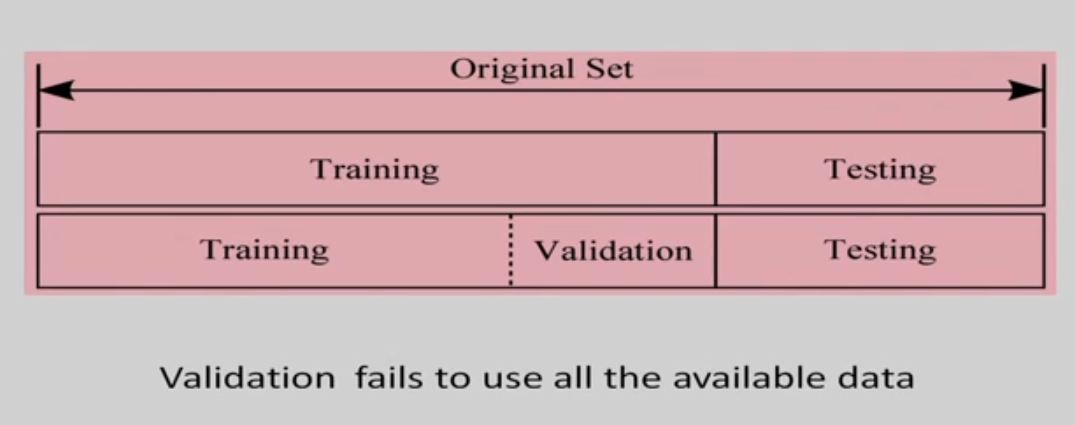 Original Set
Training Testing
Training Validation Testing
Validation fails to use all the available data